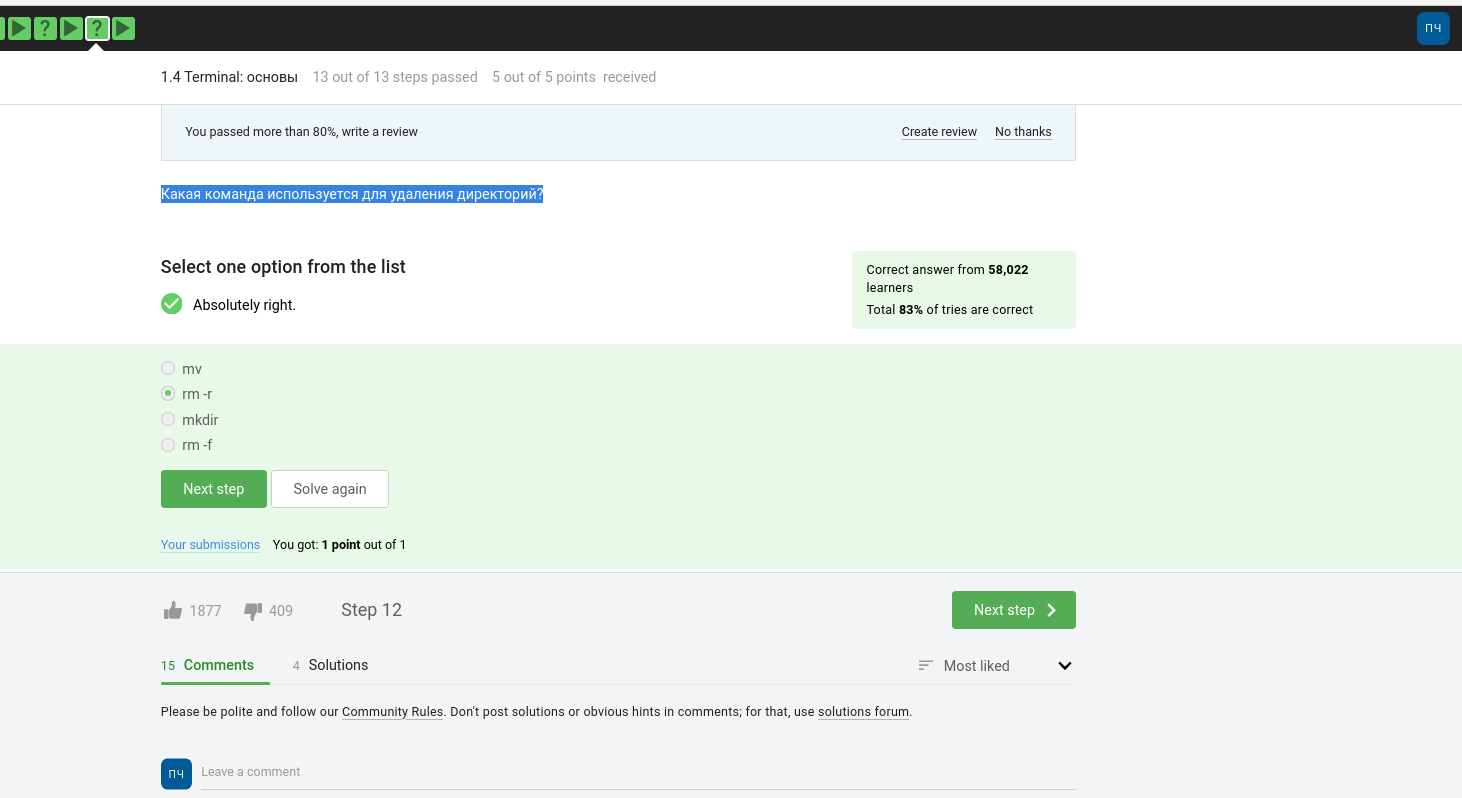 ? ?
ПЧ
1.4 Terminal: основы 13 out of 13 steps passed 5 out of 5 points received
You passed more than 80%, write a review Create review No thanks
Какая команда используется для удаления директорий?
Select one option from the list
Absolutely right.
Correct answer from 58,022
learners
Total 83% of tries are correct
mv
rm -r
mkdir
rm -f
Next step Solve again
Your submissions You got: 1 point out of 1
1877 409 Step 12 Next step
15 Comments 4 Solutions Most liked
Please be polite and follow our Community Rules. Don't post solutions or obvious hints in comments; for that, use solutions forum.
ПЧ Leave a comment